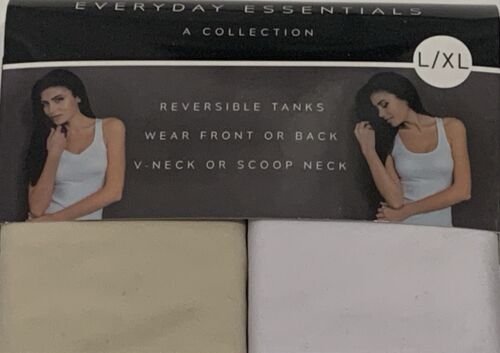 EVERYDAY ESSENTIALS
A COLLECTION
L/XL
REVERSIBLE TANKS
WEAR FRONT OR BACK
V-NECK OR SCOOP NECK